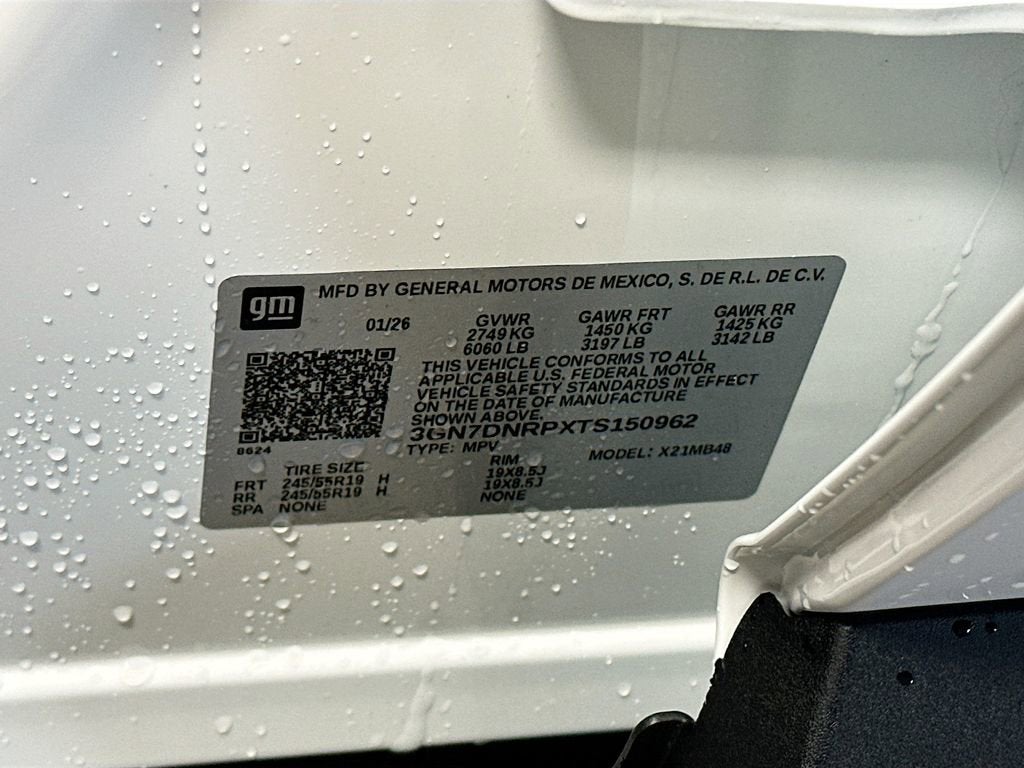 gm MFD BY GENERAL MOTORS DE MEXICO, S. DE R.L. DE C.V.
01/26 GVWR GAWR FRT GAWR RR
2749 KG 1450 KG 1425 KG
6060 LB 3197 LB 3142 LB
THIS VEHICLE CONFORMS TO ALL
APPLICABLE U.S. FEDERAL MOTOR
VEHICLE SAFETY STANDARDS IN EFFECT
ON THE DATE OF MANUFACTURE
SHOWN ABOVE.
3GN7DNRPXTS150962
8624
TYPE: MPV MODEL: X21MB48
TIRE SIZE RIM
FRT 245/55R19 H 19X8.5J
RR 245/55R19 H 19X8.5J
SPA NONE NONE